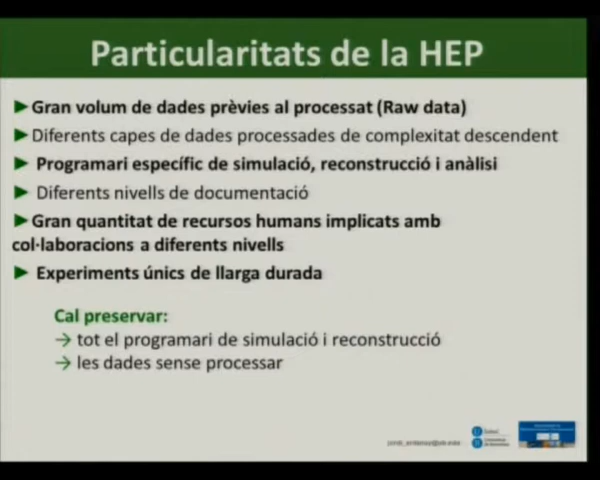 Particularitats de la HEP
►Gran volum de dades prèvies al processat (Raw data)
►Diferents capes de dades processades de complexitat descendent
► Programari específic de simulació, reconstrucció i anàlisi
► Diferents nivells de documentació
►Gran quantitat de recursos humans implicats amb
col·laboracions a diferents nivells
► Experiments únics de llarga durada
Cal preservar:
→ tot el programari de simulació i reconstrucció
→ les dades sense processar